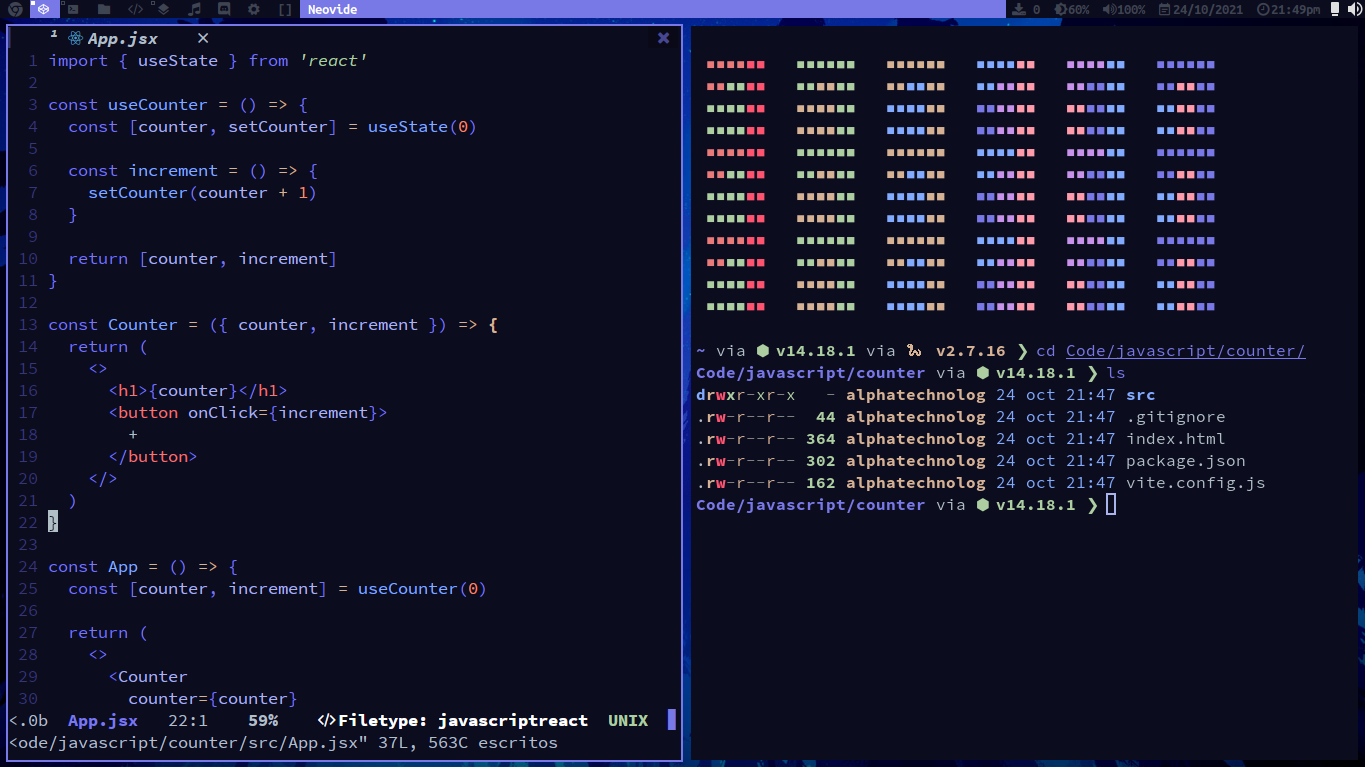 [ ] Neovide 0 60% 100% 24/10/2021 21:49pm
1 App.jsx ×
1 import { useState } from 'react'
2
3 const useCounter = () => {
4 const [counter, setCounter] = useState(0)
5
6 const increment = () => {
7 setCounter(counter + 1)
8 }
9
10 return [counter, increment]
11 }
12
13 const Counter = ({ counter, increment }) => {
14 return (
15 <>
16 <h1>{counter}</h1>
17 <button onClick={increment}>
18 +
19 </button>
20 </>
21 )
22 }
23
24 const App = () => {
25 const [counter, increment] = useCounter(0)
26
27 return (
28 <>
29 <Counter
30 counter={counter}
<.0b App.jsx 22:1 59% </>Filetype: javascriptreact UNIX
<ode/javascript/counter/src/App.jsx" 37L, 563C escritos
~ via v14.18.1 via v2.7.16 ❯ cd Code/javascript/counter/
Code/javascript/counter via v14.18.1 ❯ ls
drwxr-xr-x - alphatechnolog 24 oct 21:47 src
.rw-r--r-- 44 alphatechnolog 24 oct 21:47 .gitignore
.rw-r--r-- 364 alphatechnolog 24 oct 21:47 index.html
.rw-r--r-- 302 alphatechnolog 24 oct 21:47 package.json
.rw-r--r-- 162 alphatechnolog 24 oct 21:47 vite.config.js
Code/javascript/counter via v14.18.1 ❯